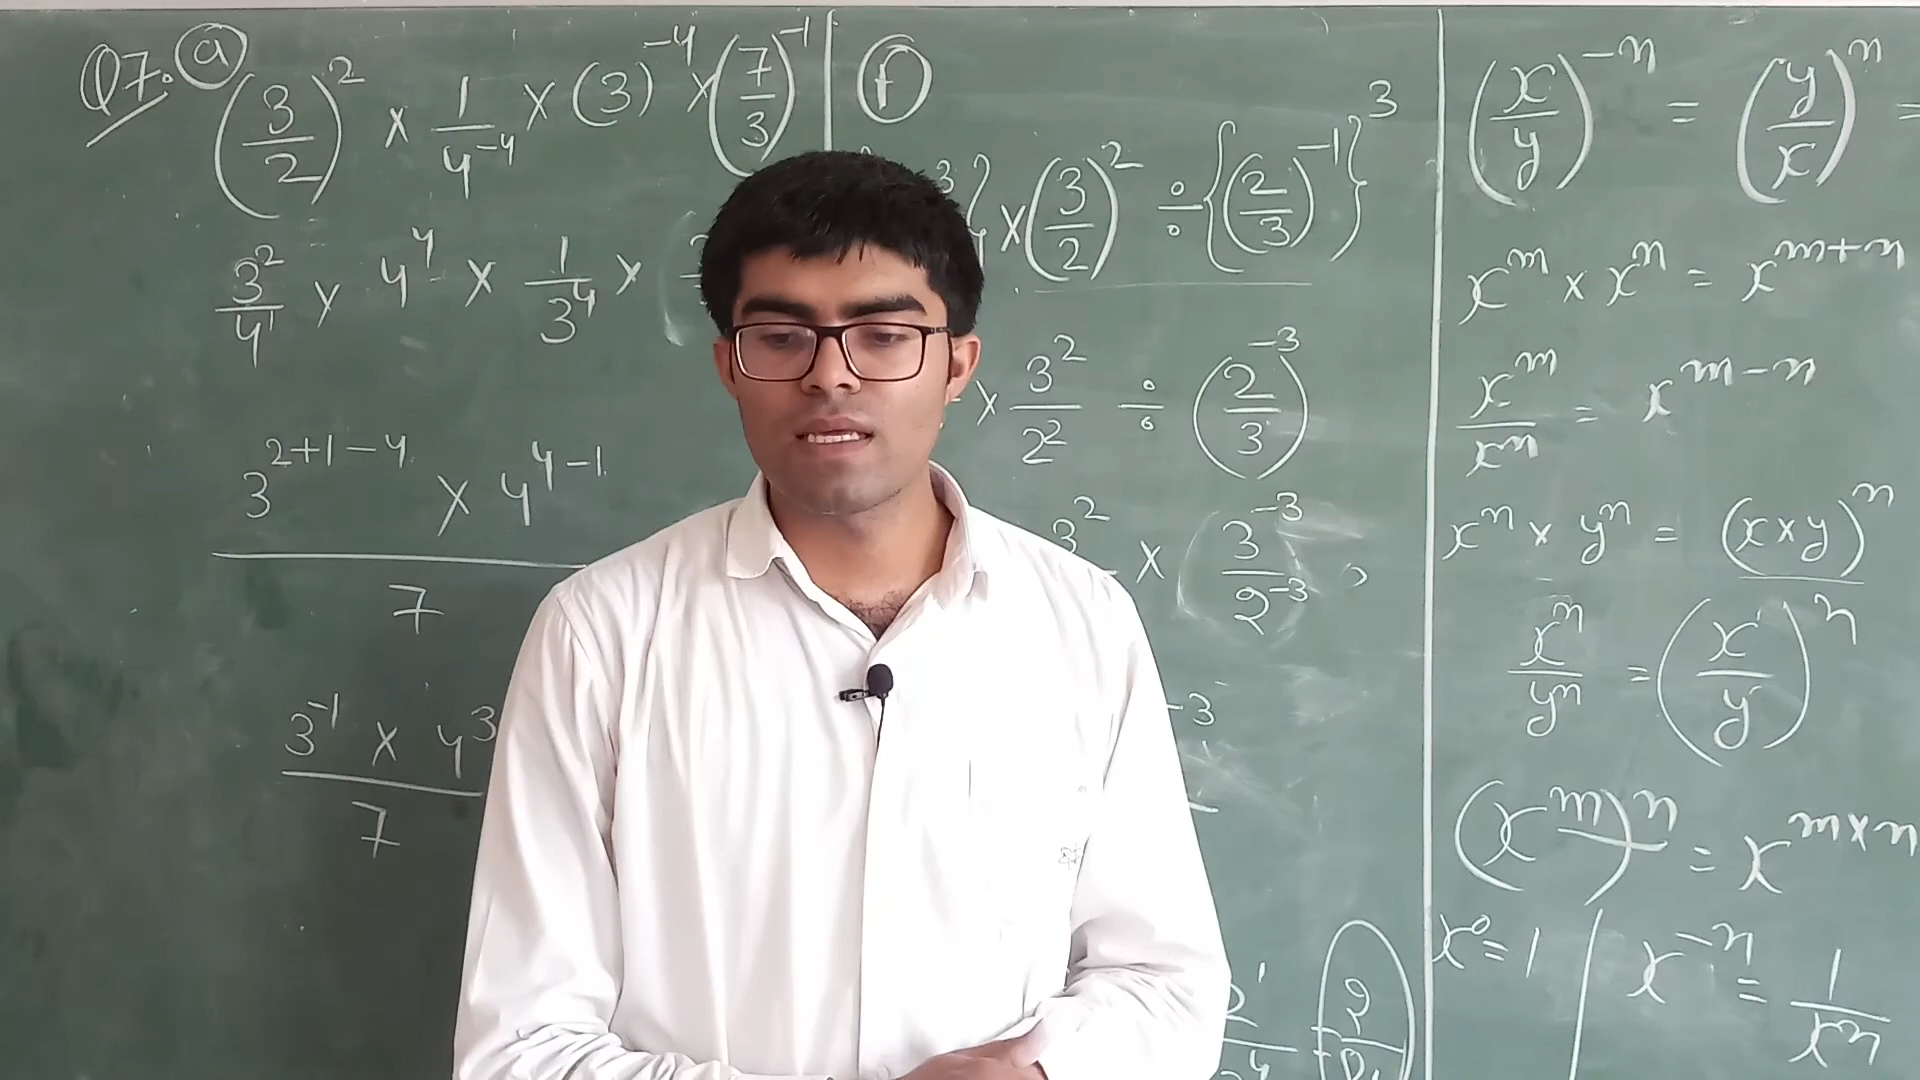 Q7. (a)
(3/2)^2 × 1/4^-4 × (3)^-4 × (7/3)^-1
3^2/4^1 × 4^4 × 1/3^4 ×
3^(2+1-4) × 4^(4-1)
7
3^-1 × 4^3
7
(f)
× (3/2)^2 ÷ {(2/3)^-1}^3
× 3^2/2^2 ÷ (2/3)^-3
3^2 × 3^-3/2^-3
-3
(x/y)^-n = (y/x)^n =
x^m × x^n = x^(m+n)
x^m/x^n = x^(m-n)
x^n × y^n = (x×y)^n
x^n/y^n = (x/y)^n
(x^m)^n = x^(m×n)
x^0 = 1
x^-n = 1/x^n